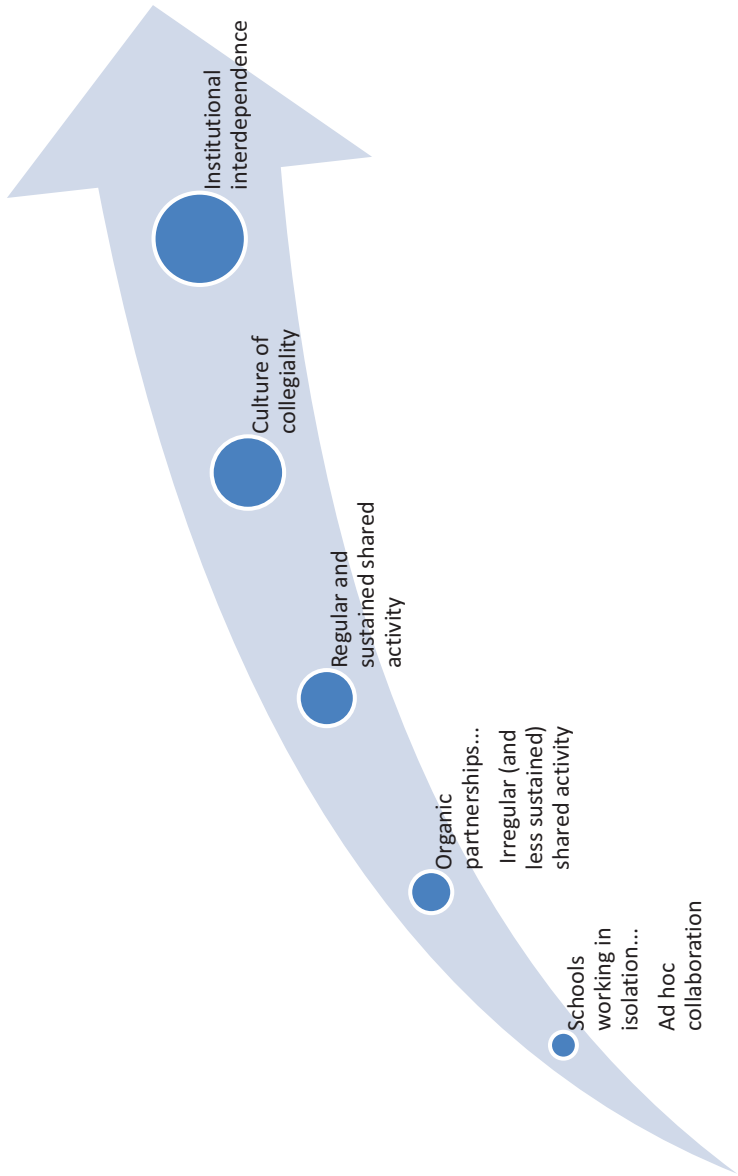 Schools
working in
isolation...
Ad hoc
collaboration
Organic
partnerships...
Irregular (and
less sustained)
shared activity
Regular and
sustained shared
activity
Culture of
collegiality
Institutional
interdependence